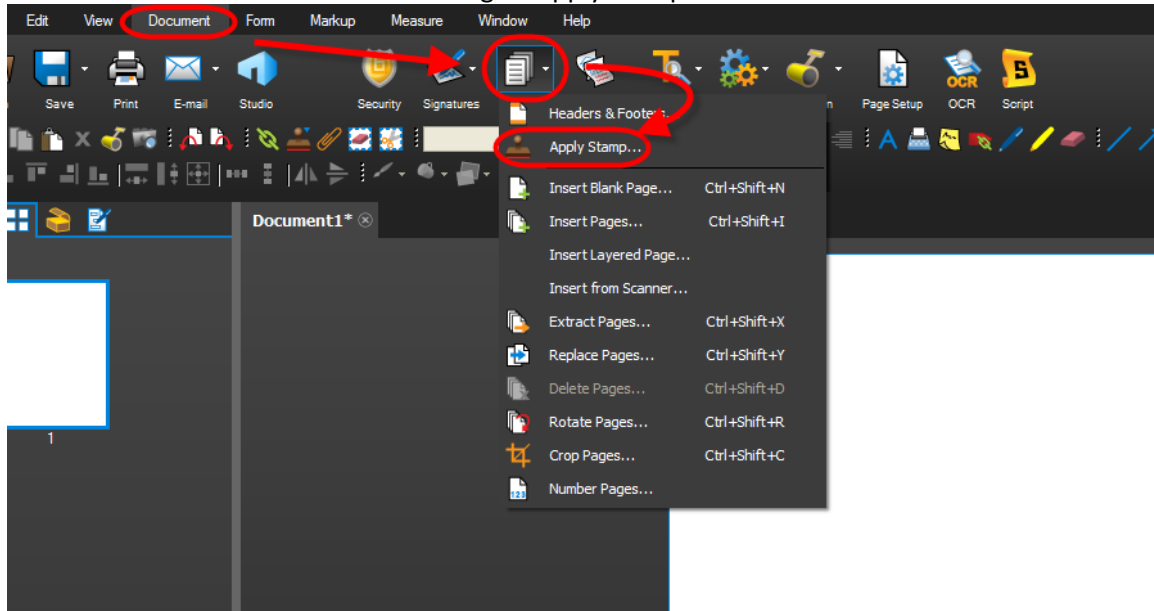 Edit View Document Form Markup Measure Window Help
Save Print E-mail Studio Security Signatures Page Setup OCR Script
OCR
Headers & Footers
Apply Stamp...
Insert Blank Page... Ctrl+Shift+N
Insert Pages... Ctrl+Shift+I
Insert Layered Page...
Insert from Scanner...
Extract Pages... Ctrl+Shift+X
Replace Pages... Ctrl+Shift+Y
Delete Pages... Ctrl+Shift+D
Rotate Pages... Ctrl+Shift+R
Crop Pages... Ctrl+Shift+C
123 Number Pages...
Document1*
1